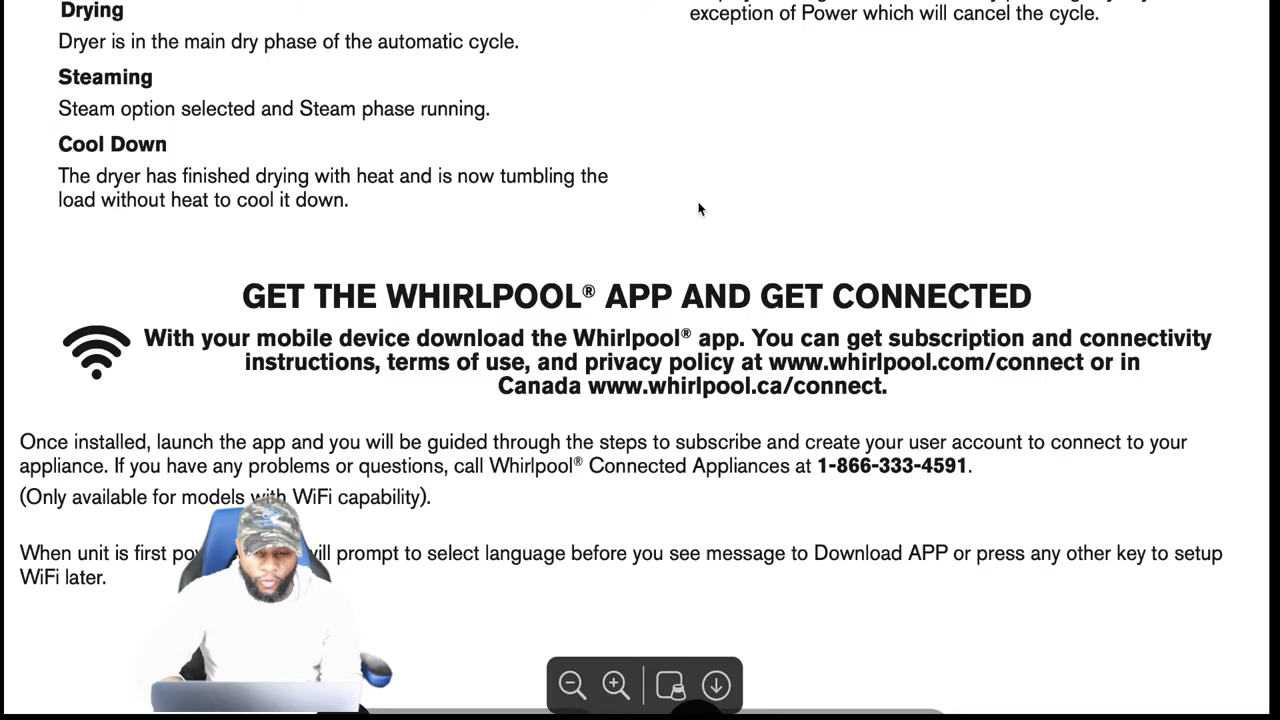 Drying
Dryer is in the main dry phase of the automatic cycle.
Steaming
Steam option selected and Steam phase running.
Cool Down
The dryer has finished drying with heat and is now tumbling the
load without heat to cool it down.
exception of Power which will cancel the cycle.
GET THE WHIRLPOOL® APP AND GET CONNECTED
With your mobile device download the Whirlpool® app. You can get subscription and connectivity
instructions, terms of use, and privacy policy at www.whirlpool.com/connect or in
Canada www.whirlpool.ca/connect.
Once installed, launch the app and you will be guided through the steps to subscribe and create your user account to connect to your
appliance. If you have any problems or questions, call Whirlpool® Connected Appliances at 1-866-333-4591.
(Only available for models with WiFi capability).
When unit is first will prompt to select language before you see message to Download APP or press any other key to setup
WiFi later.